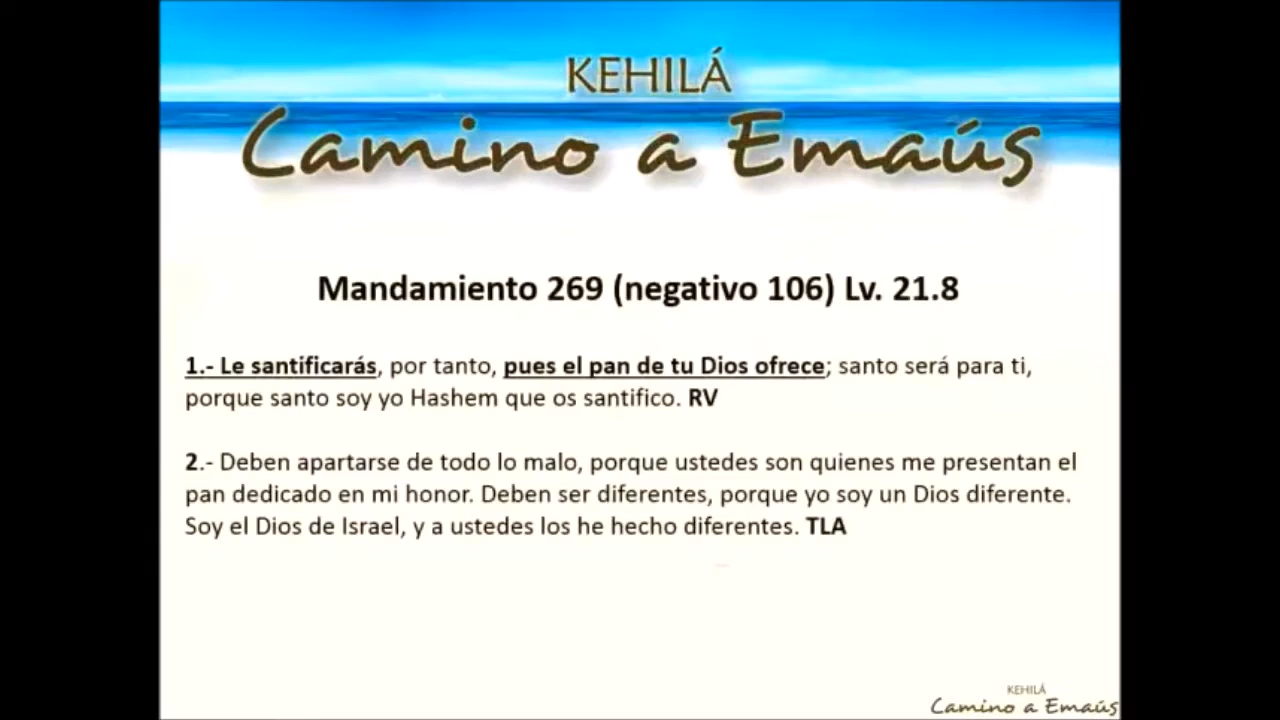 KEHILÁ
Camino a Emaús
Mandamiento 269 (negativo 106) Lv. 21.8
1.- Le santificarás, por tanto, pues el pan de tu Dios ofrece; santo será para ti,
porque santo soy yo Hashem que os santifico. RV
2.- Deben apartarse de todo lo malo, porque ustedes son quienes me presentan el
pan dedicado en mi honor. Deben ser diferentes, porque yo soy un Dios diferente.
Soy el Dios de Israel, y a ustedes los he hecho diferentes. TLA
KEHILÁ
Camino a Emaús